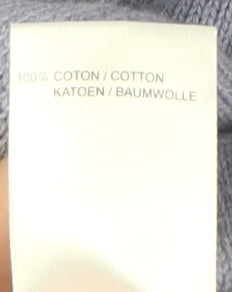 100% COTON / COTTON
KATOEN / BAUMWOLLE